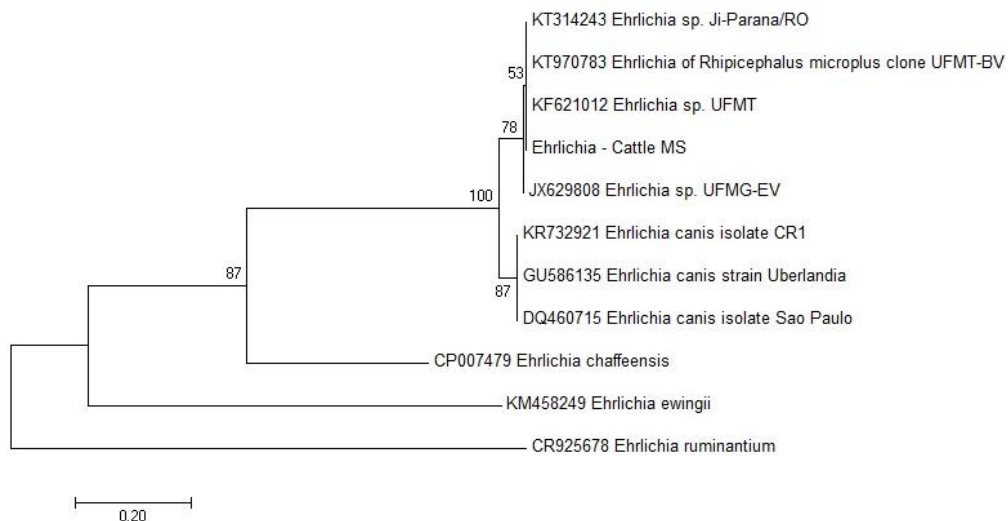 KT314243 Ehrlichia sp. Ji-Parana/RO
KT970783 Ehrlichia of Rhipicephalus microplus clone UFMT-BV
53
KF621012 Ehrlichia sp. UFMT
78
Ehrlichia - Cattle MS
JX629808 Ehrlichia sp. UFMG-EV
100
KR732921 Ehrlichia canis isolate CR1
87
GU586135 Ehrlichia canis strain Uberlandia
87
DQ460715 Ehrlichia canis isolate Sao Paulo
CP007479 Ehrlichia chaffeensis
KM458249 Ehrlichia ewingii
CR925678 Ehrlichia ruminantium
0.20